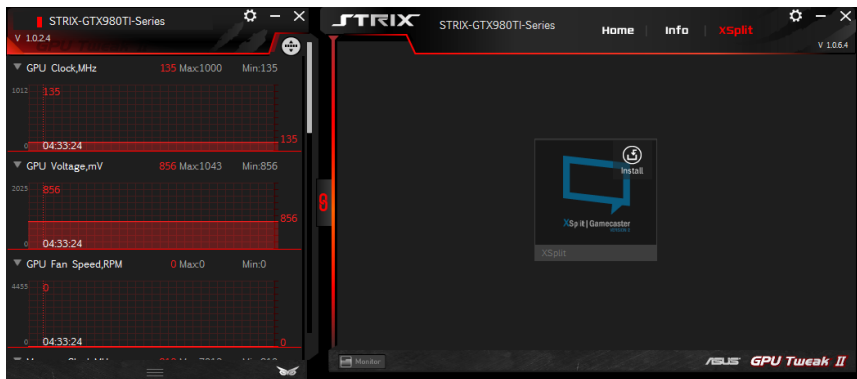 STRIX-GTX980TI-Series
V 1.0.2.4
GPU Clock,MHz 135 Max:1000 Min:135
1012 135
135
0 04:33:24
GPU Voltage,mV 856 Max:1043 Min:856
2025 856
856
0 04:33:24
GPU Fan Speed,RPM 0 Max:0 Min:0
4455 0
0 04:33:24 0
STRIX STRIX-GTX980TI-Series Home Info XSplit
V 1.0.6.4
Install
XSplit | Gamecaster
XSplit
Monitor
ASUS GPU Tweak II